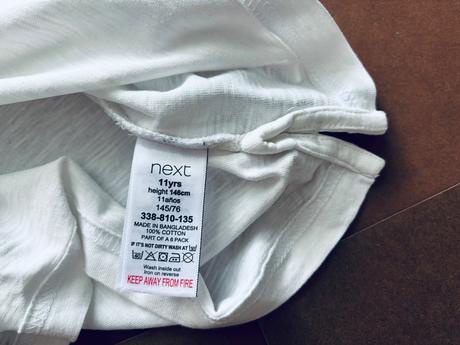 next
11yrs
height 146cm
11años
145/76
338-810-135
MADE IN BANGLADESH
100% COTTON
PART OF A 6 PACK
IF IT'S NOT DIRTY WASH AT
Wash inside out
Iron on reverse
KEEP AWAY FROM FIRE